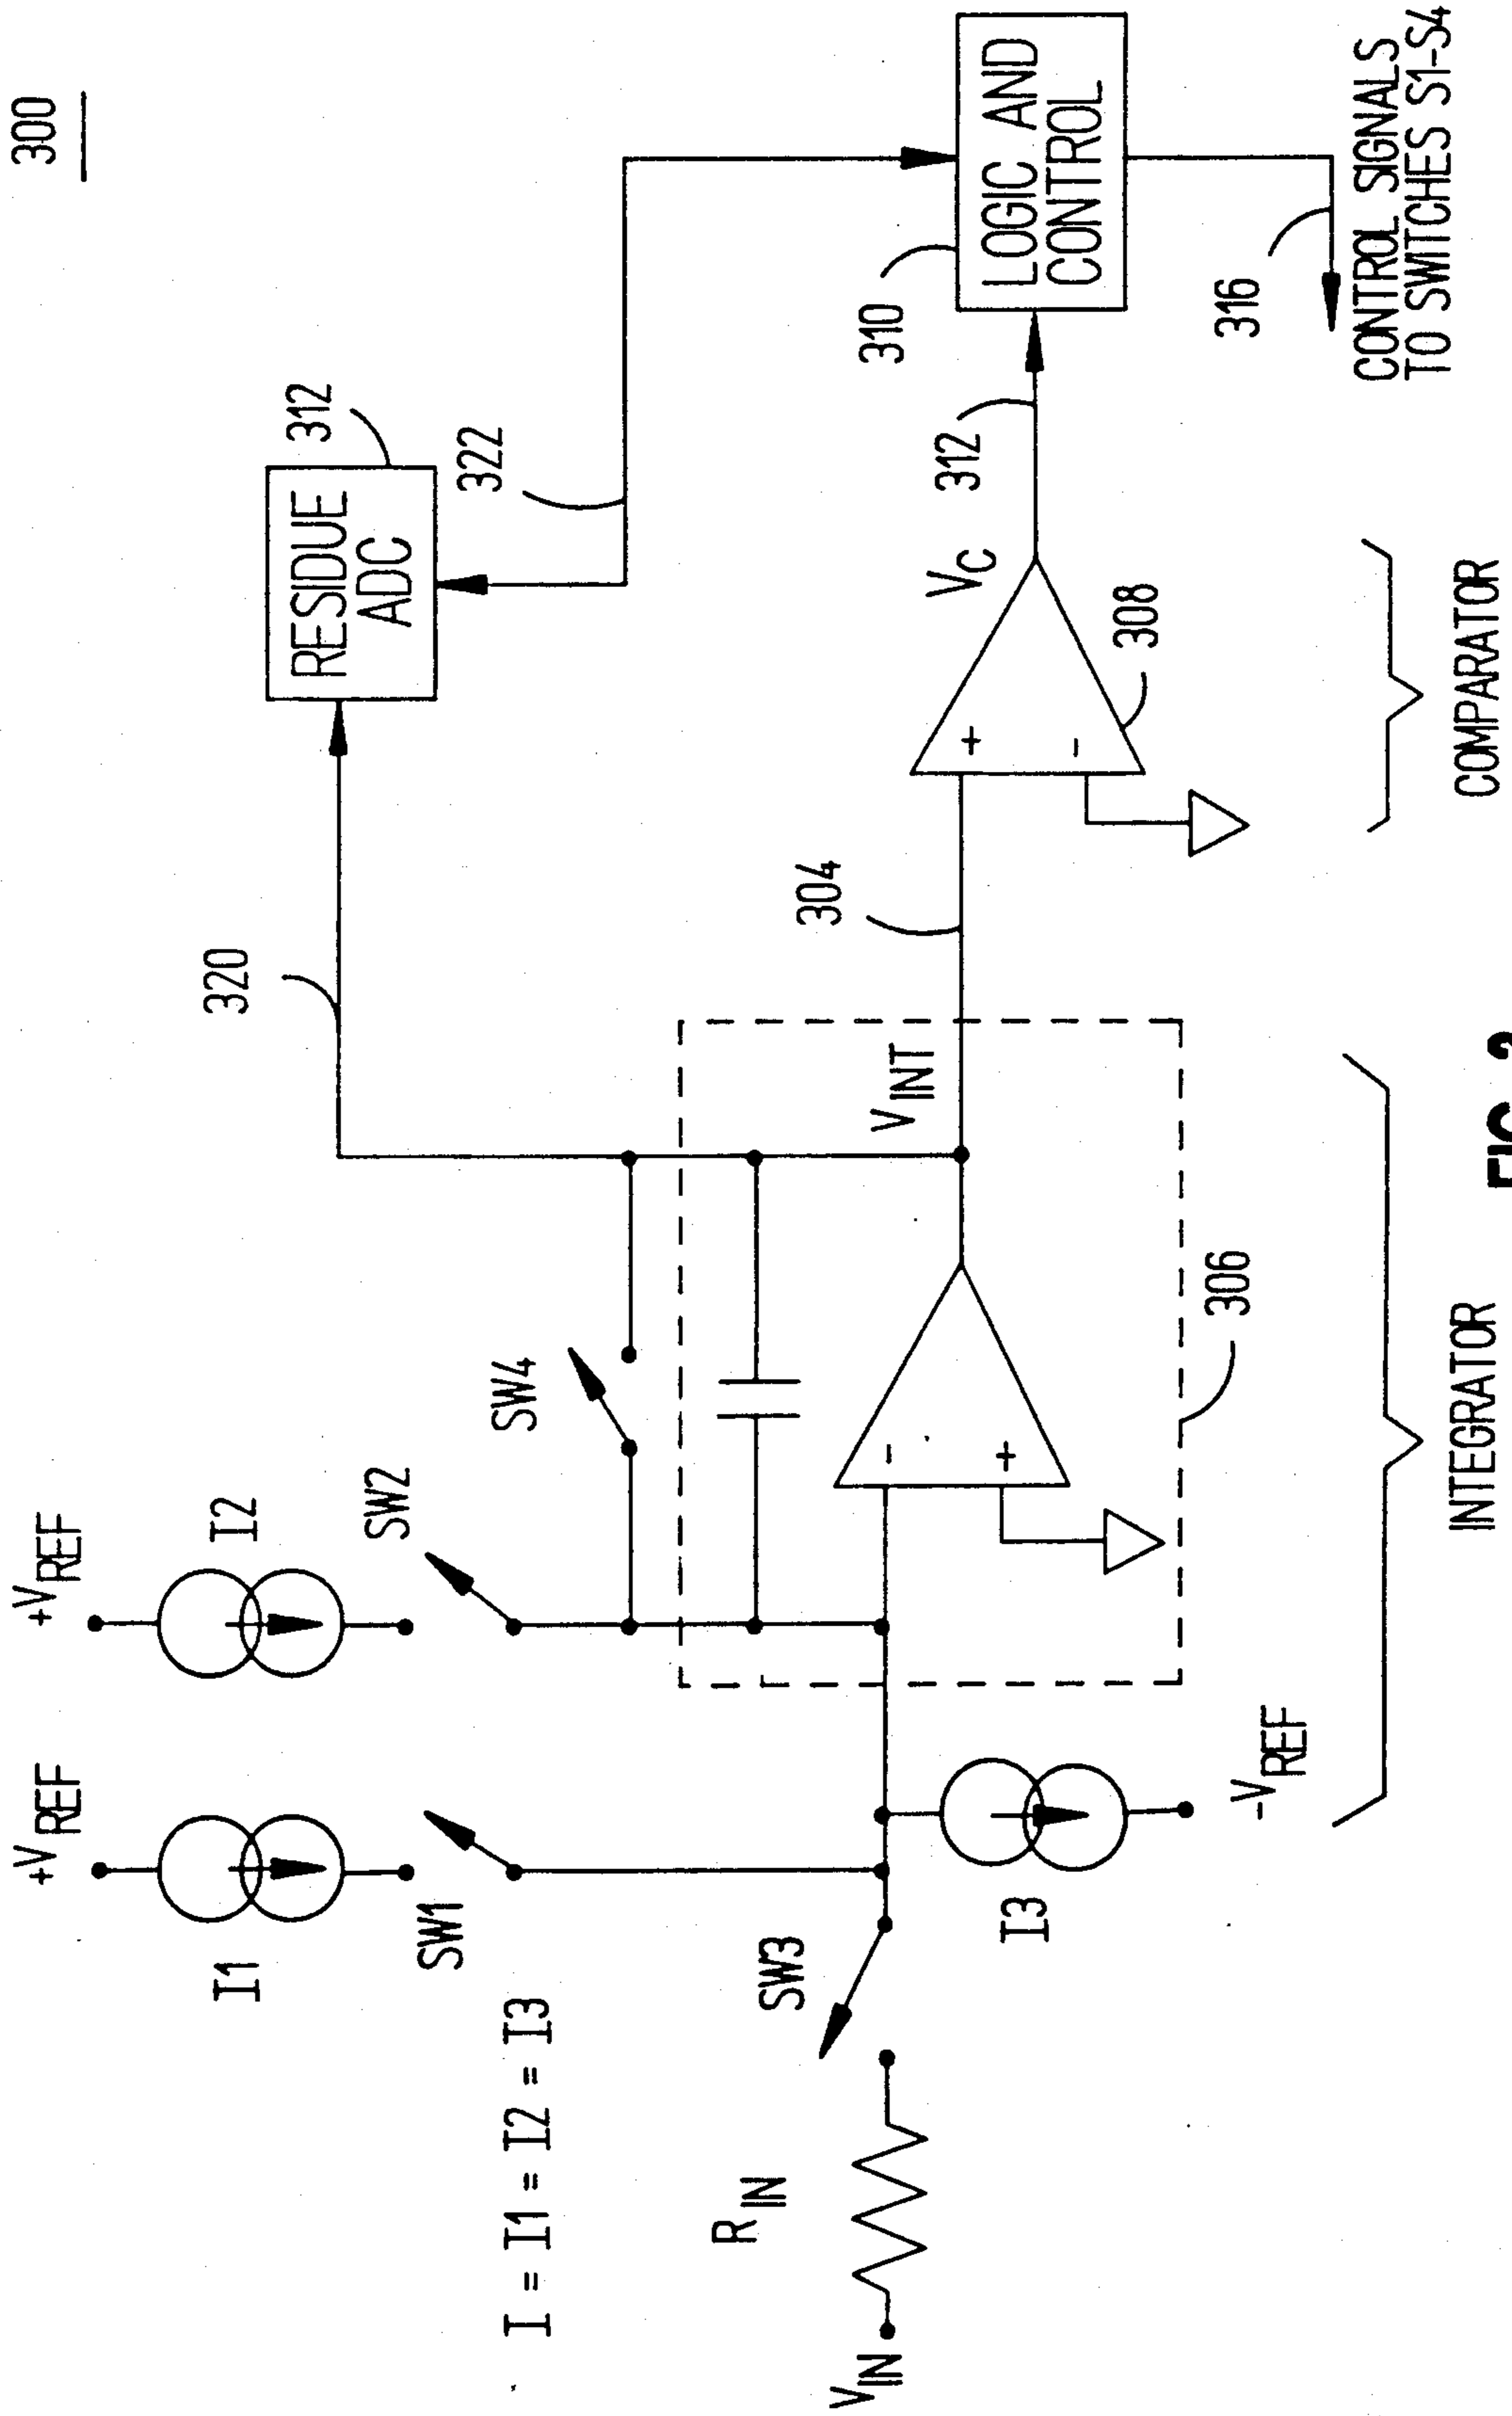 300
+VREF
+VREF
I1
I2
SW1
SW2
I = I1 = I2 = I3
SW4
320
RESIDUE
ADC
312
322
VIN
RIN
SW3
I3
-VREF
-
+
VINT
306
304
+
-
VC
308
312
310
LOGIC AND
CONTROL
316
CONTROL SIGNALS
TO SWITCHES S1-S4
INTEGRATOR
COMPARATOR
FIG